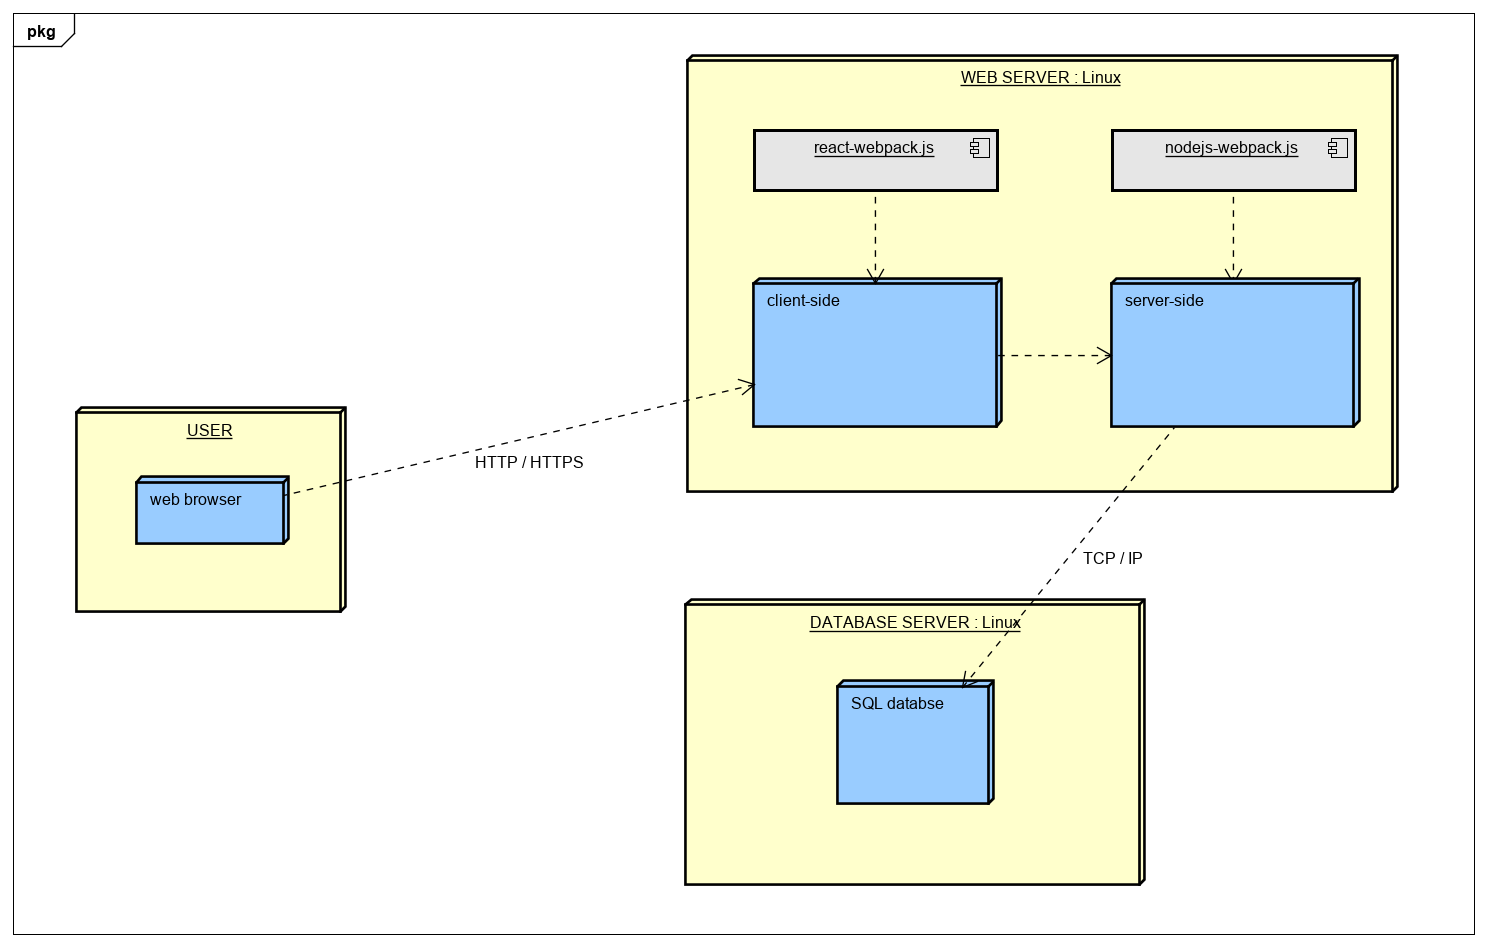 pkg
WEB SERVER : Linux
react-webpack.js
nodejs-webpack.js
client-side
server-side
USER
web browser
HTTP / HTTPS
TCP / IP
DATABASE SERVER : Linux
SQL databse